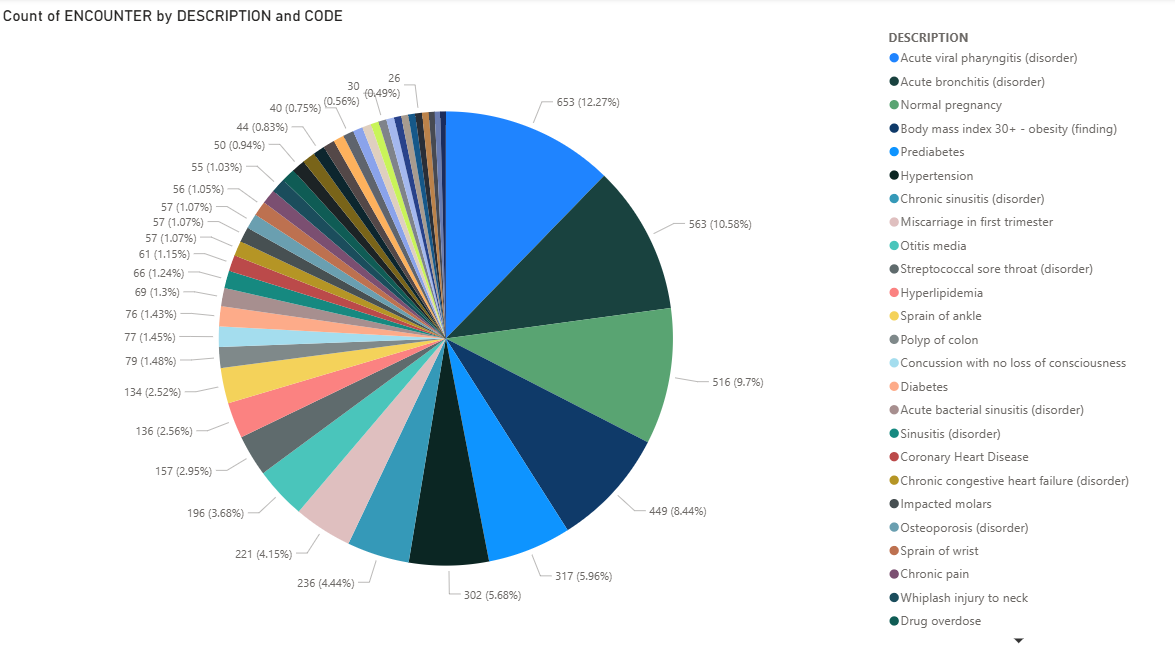 Count of ENCOUNTER by DESCRIPTION and CODE
653 (12.27%)
563 (10.58%)
516 (9.7%)
449 (8.44%)
317 (5.96%)
302 (5.68%)
236 (4.44%)
221 (4.15%)
196 (3.68%)
157 (2.95%)
136 (2.56%)
134 (2.52%)
79 (1.48%)
77 (1.45%)
76 (1.43%)
69 (1.3%)
66 (1.24%)
61 (1.15%)
57 (1.07%)
57 (1.07%)
57 (1.07%)
56 (1.05%)
55 (1.03%)
50 (0.94%)
44 (0.83%)
40 (0.75%)
30
(0.56%)
(0.49%)
26
DESCRIPTION
Acute viral pharyngitis (disorder)
Acute bronchitis (disorder)
Normal pregnancy
Body mass index 30+ - obesity (finding)
Prediabetes
Hypertension
Chronic sinusitis (disorder)
Miscarriage in first trimester
Otitis media
Streptococcal sore throat (disorder)
Hyperlipidemia
Sprain of ankle
Polyp of colon
Concussion with no loss of consciousness
Diabetes
Acute bacterial sinusitis (disorder)
Sinusitis (disorder)
Coronary Heart Disease
Chronic congestive heart failure (disorder)
Impacted molars
Osteoporosis (disorder)
Sprain of wrist
Chronic pain
Whiplash injury to neck
Drug overdose